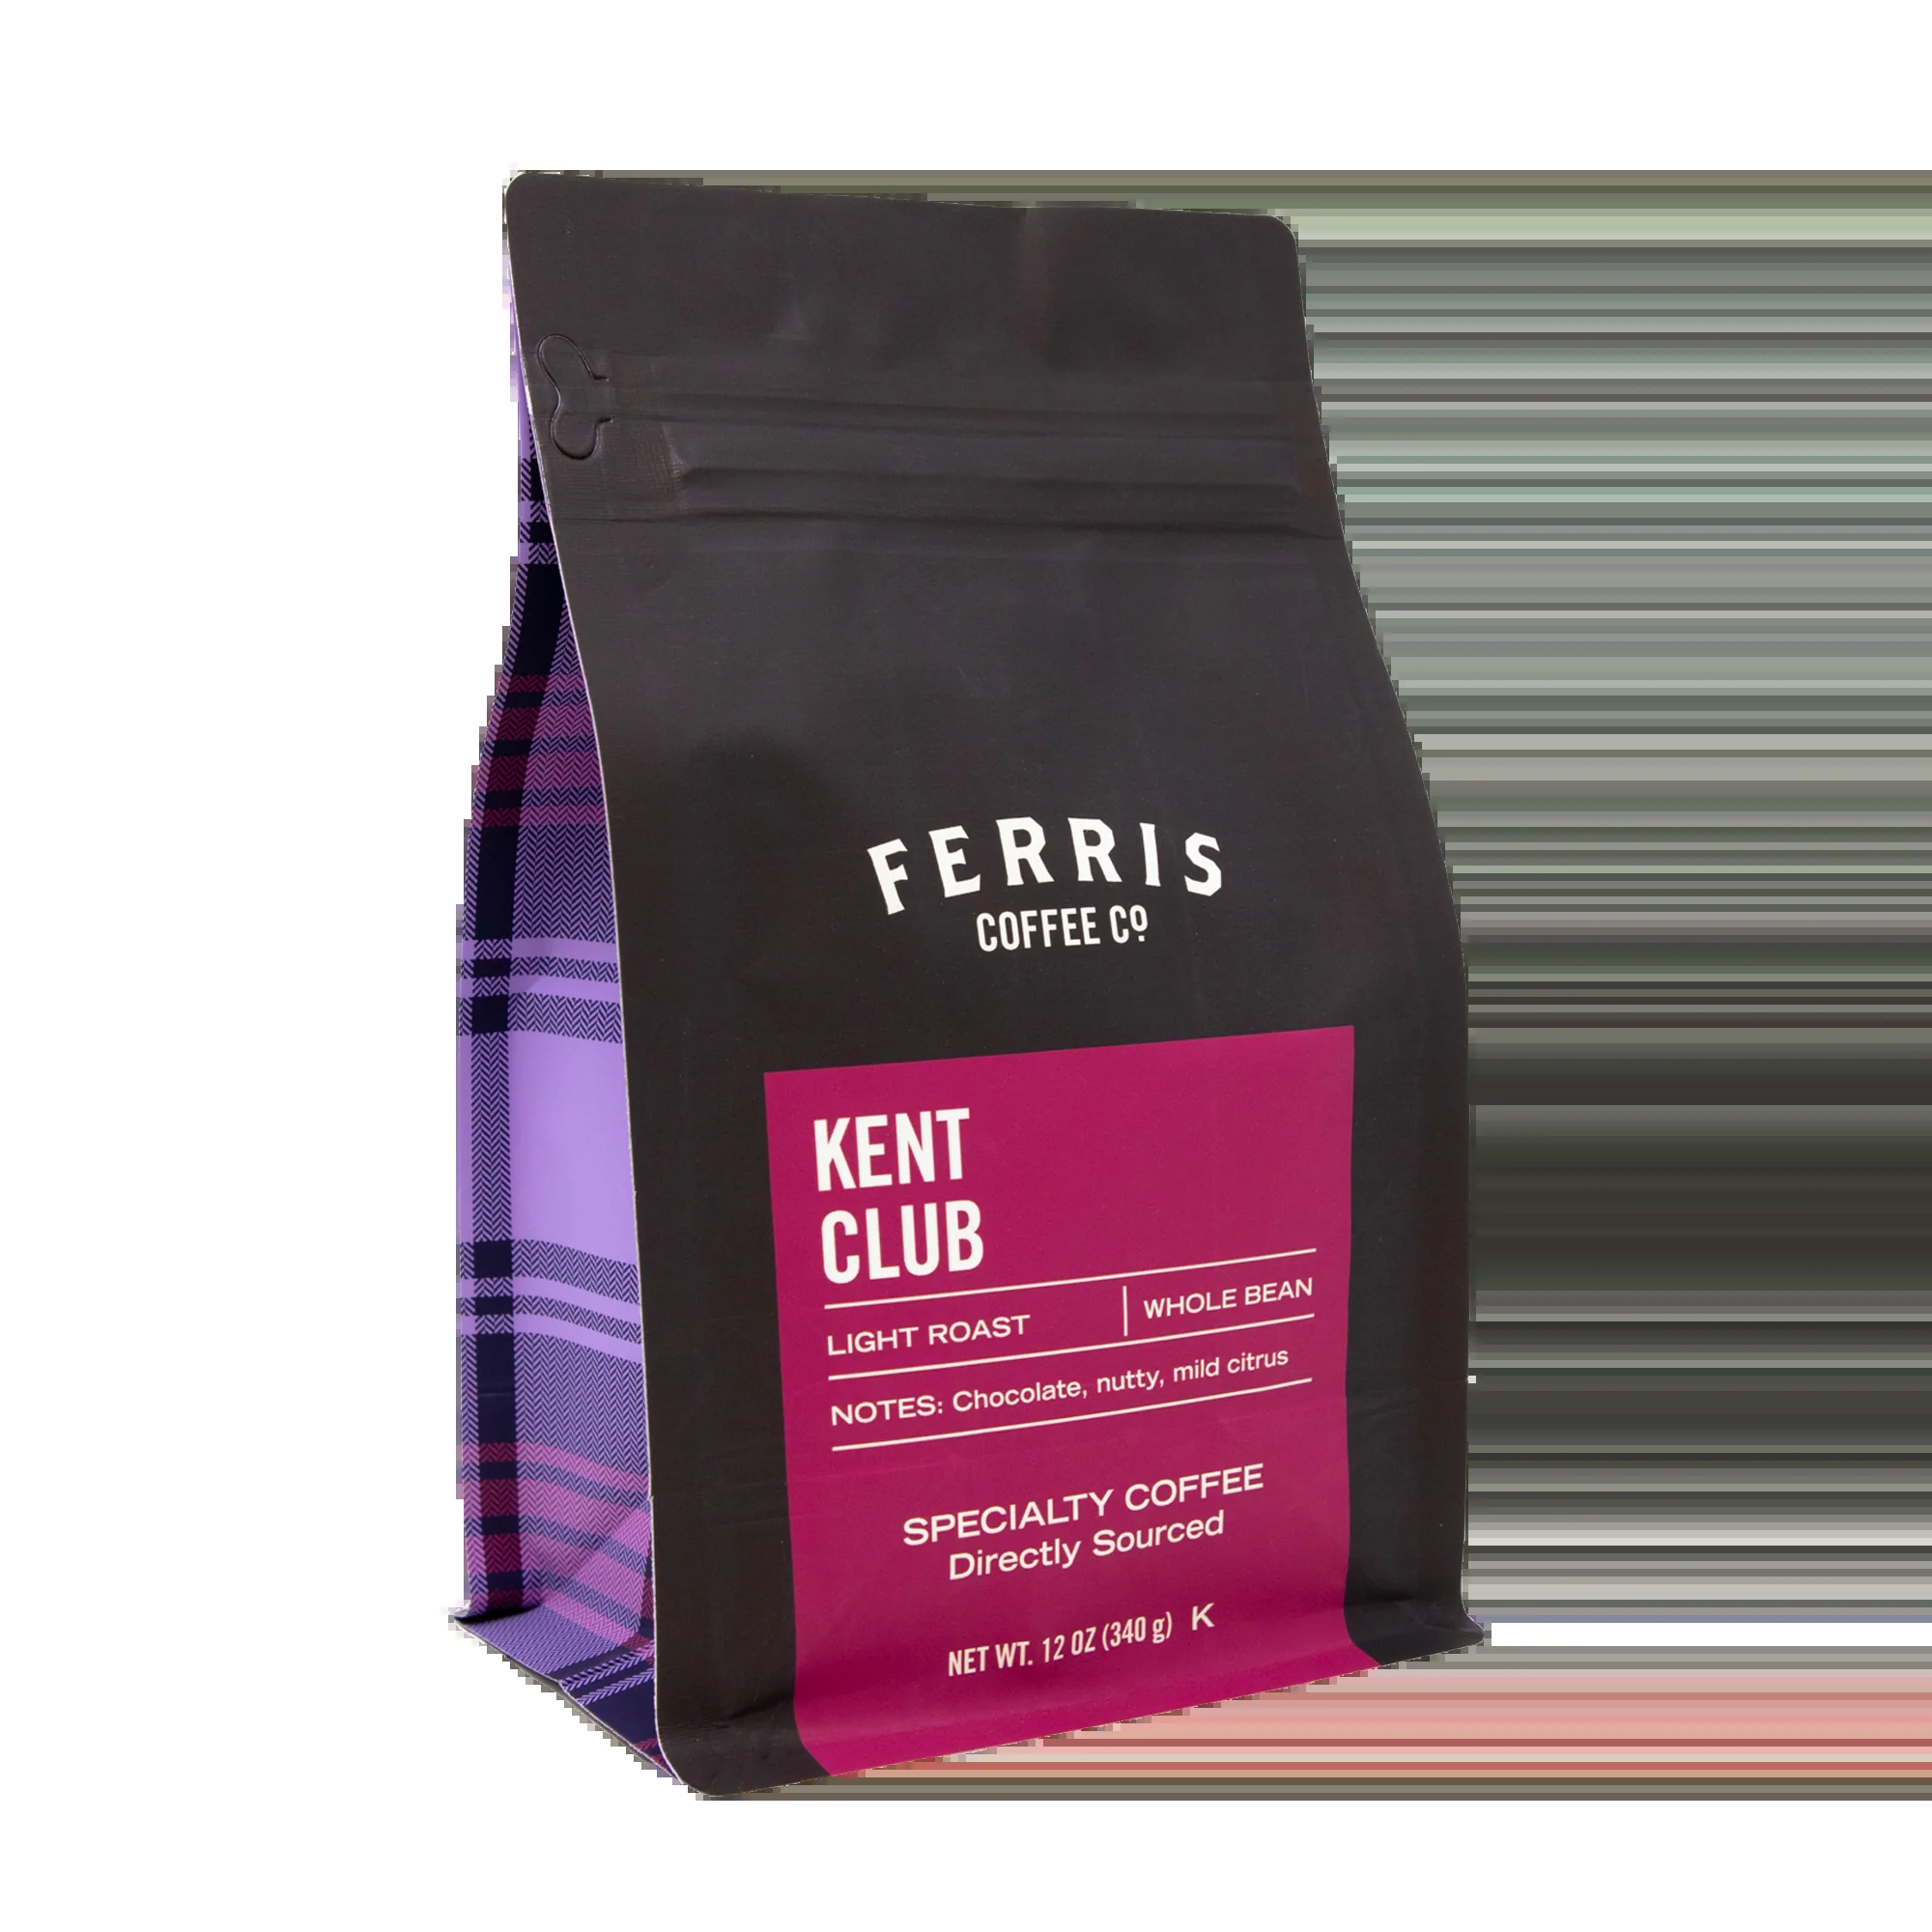 FERRIS
COFFEE Cº
KENT
CLUB
LIGHT ROAST | WHOLE BEAN
NOTES: Chocolate, nutty, mild citrus
SPECIALTY COFFEE
Directly Sourced
NET WT. 12 OZ (340 g) K